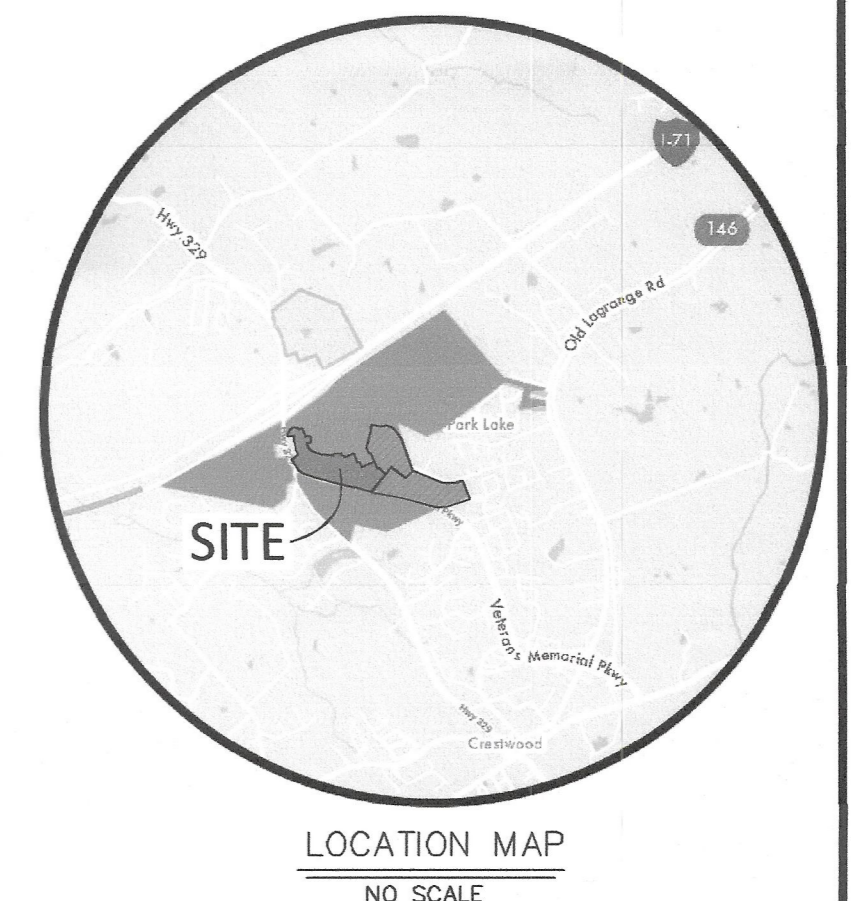 I-71
146
Hwy 329
Old Lagrange Rd
Park Lake
SITE
Pkwy
Veterans Memorial Pkwy
Hwy 329
Crestwood
LOCATION MAP
NO SCALE